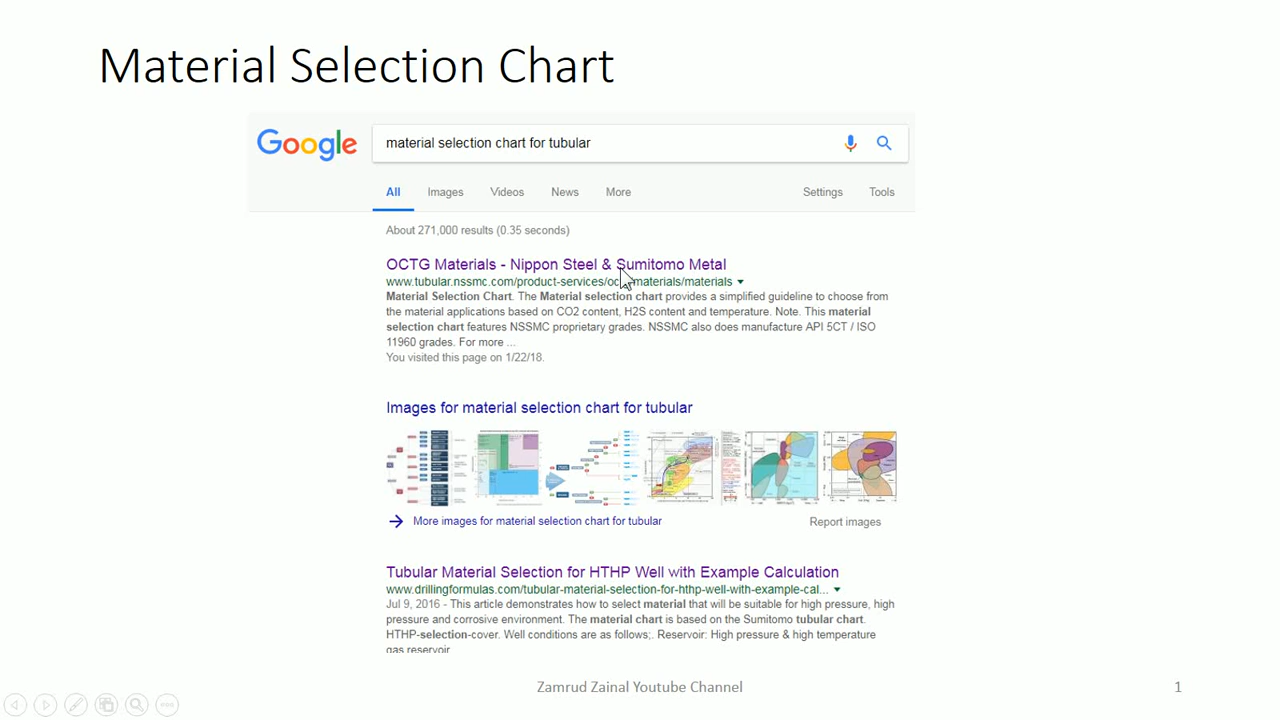 Material Selection Chart
Google
material selection chart for tubular
All Images Videos News More Settings Tools
About 271,000 results (0.35 seconds)
OCTG Materials - Nippon Steel & Sumitomo Metal
www.tubular.nssmc.com/product-services/oc materials/materials
Material Selection Chart. The Material selection chart provides a simplified guideline to choose from
the material applications based on CO2 content, H2S content and temperature. Note. This material
selection chart features NSSMC proprietary grades. NSSMC also does manufacture API 5CT / ISO
11960 grades. For more ...
You visited this page on 1/22/18.
Images for material selection chart for tubular
More images for material selection chart for tubular Report images
Tubular Material Selection for HTHP Well with Example Calculation
www.drillingformulas.com/tubular-material-selection-for-hthp-well-with-example-cal...
Jul 9, 2016 - This article demonstrates how to select material that will be suitable for high pressure, high
pressure and corrosive environment. The material chart is based on the Sumitomo tubular chart.
HTHP-selection-cover. Well conditions are as follows;. Reservoir: High pressure & high temperature
gas reservoir
Zamrud Zainal Youtube Channel 1